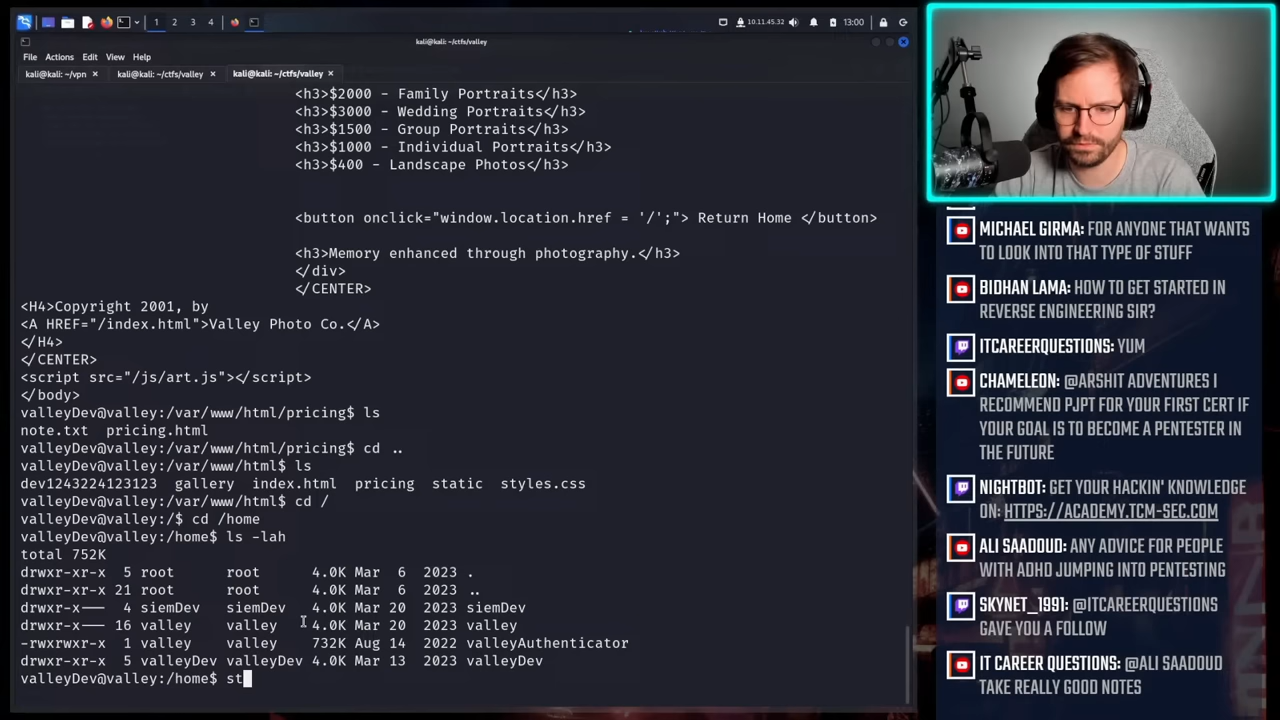 1 2 3 4
10.11.45.32
13:00
kali@kali: ~/ctfs/valley
File Actions Edit View Help
kali@kali: ~/vpn × kali@kali: ~/ctfs/valley × kali@kali: ~/ctfs/valley ×
<h3>$2000 - Family Portraits</h3>
<h3>$3000 - Wedding Portraits</h3>
<h3>$1500 - Group Portraits</h3>
<h3>$1000 - Individual Portraits</h3>
<h3>$400 - Landscape Photos</h3>
<button onclick="window.location.href = '/';"> Return Home </button>
<h3>Memory enhanced through photography.</h3>
</div>
</CENTER>
<H4>Copyright 2001, by
<A HREF="/index.html">Valley Photo Co.</A>
</H4>
</CENTER>
<script src="/js/art.js"></script>
</body>
valleyDev@valley:/var/www/html/pricing$ ls
note.txt pricing.html
valleyDev@valley:/var/www/html/pricing$ cd ..
valleyDev@valley:/var/www/html$ ls
dev1243224123123 gallery index.html pricing static styles.css
valleyDev@valley:/var/www/html$ cd /
valleyDev@valley:/$ cd /home
valleyDev@valley:/home$ ls -lah
total 752K
drwxr-xr-x 5 root root 4.0K Mar 6 2023 .
drwxr-xr-x 21 root root 4.0K Mar 6 2023 ..
drwxr-x--- 4 siemDev siemDev 4.0K Mar 20 2023 siemDev
drwxr-x--- 16 valley valley 4.0K Mar 20 2023 valley
-rwxrwxr-x 1 valley valley 732K Aug 14 2022 valleyAuthenticator
drwxr-xr-x 5 valleyDev valleyDev 4.0K Mar 13 2023 valleyDev
valleyDev@valley:/home$ st
MICHAEL GIRMA: FOR ANYONE THAT WANTS
TO LOOK INTO THAT TYPE OF STUFF
BIDHAN LAMA: HOW TO GET STARTED IN
REVERSE ENGINEERING SIR?
ITCAREERQUESTIONS: YUM
CHAMELEON: @ARSHIT ADVENTURES I
RECOMMEND PJPT FOR YOUR FIRST CERT IF
YOUR GOAL IS TO BECOME A PENTESTER IN
THE FUTURE
NIGHTBOT: GET YOUR HACKIN' KNOWLEDGE
ON: HTTPS://ACADEMY.TCM-SEC.COM
ALI SAADOUD: ANY ADVICE FOR PEOPLE
WITH ADHD JUMPING INTO PENTESTING
SKYNET_1991: @ITCAREERQUESTIONS
GAVE YOU A FOLLOW
IT CAREER QUESTIONS: @ALI SAADOUD
TAKE REALLY GOOD NOTES